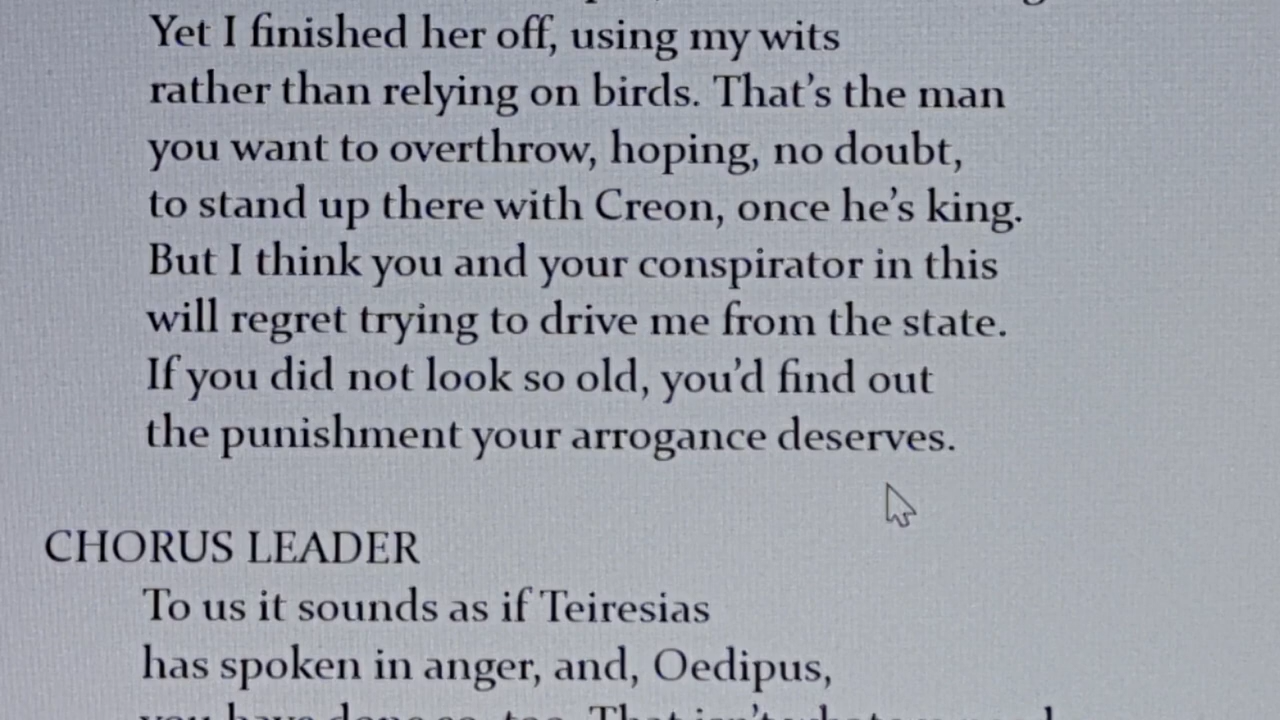 Yet I finished her off, using my wits
rather than relying on birds. That's the man
you want to overthrow, hoping, no doubt,
to stand up there with Creon, once he's king.
But I think you and your conspirator in this
will regret trying to drive me from the state.
If you did not look so old, you'd find out
the punishment your arrogance deserves.
CHORUS LEADER
To us it sounds as if Teiresias
has spoken in anger, and, Oedipus,